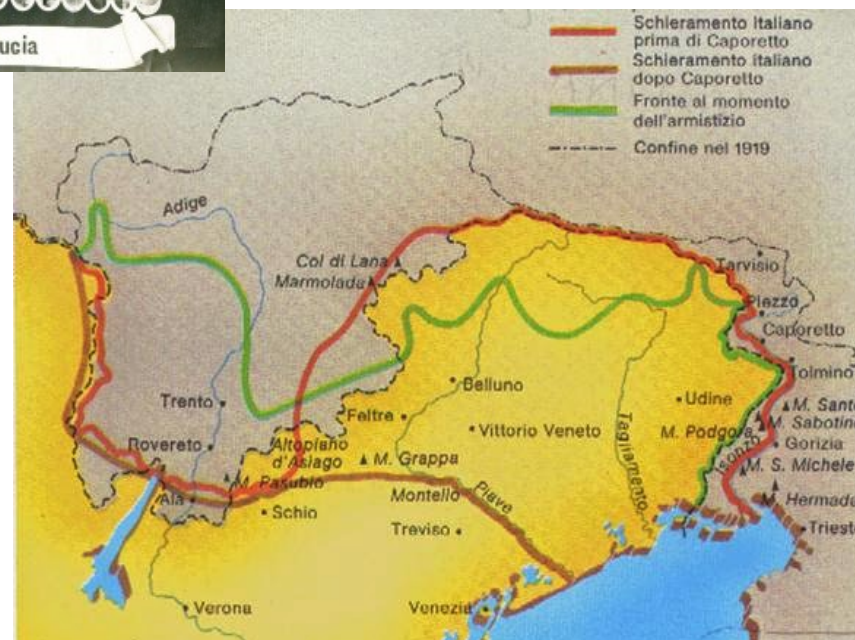 ucia
Schieramento italiano
prima di Caporetto
Schieramento italiano
dopo Caporetto
Fronte al momento
dell'armistizio
Confine nel 1919
Adige
Col di Lana
Marmolada
Tarvisio
Plezzo
Caporetto
Tolmino
Trento
Belluno
Udine
M. Sant
Feltre
M. Sabotino
Vittorio Veneto
M. Podgora
Rovereto
Altopiano
d'Asiago
M. Grappa
Tagliamento
Isonzo
Gorizia
M. S. Michele
M. Pasubio
Ala
Montello
Piave
M. Hermada
Schio
Treviso
Triest
Verona
Venezia